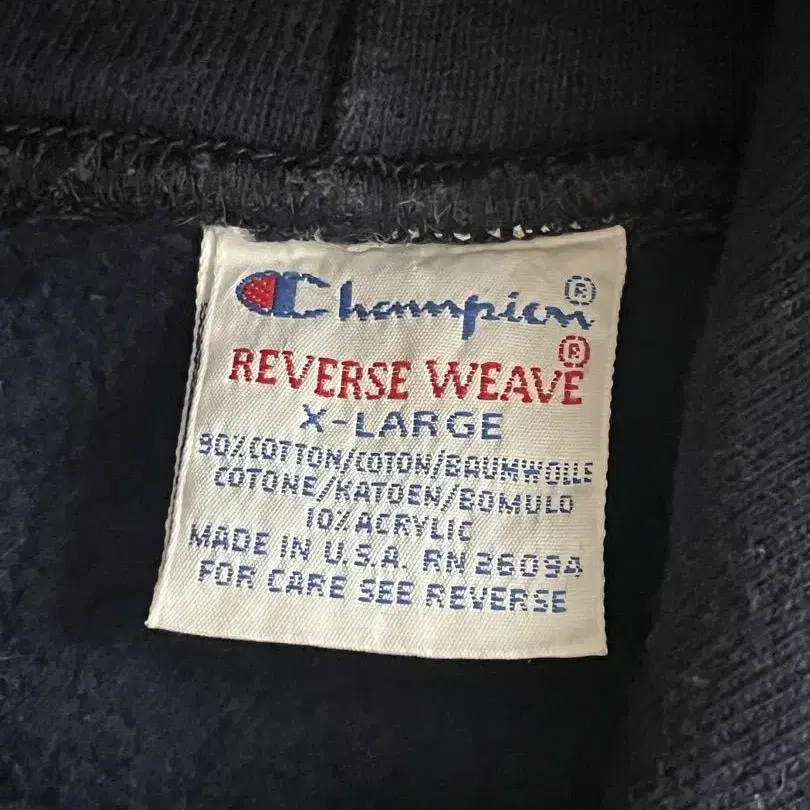 Champion®
REVERSE WEAVE®
X-LARGE
90% COTTON/COTON/BAUMWOLLE
COTONE/KATOEN/BOMULD
10% ACRYLIC
MADE IN U.S.A. RN 26094
FOR CARE SEE REVERSE